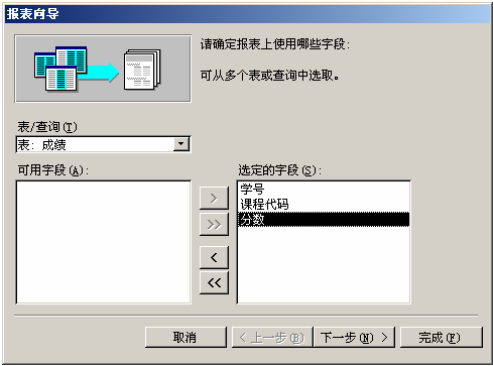 报表向导
请确定报表上使用哪些字段:
可从多个表或查询中选取。
表/查询(T)
表: 成绩
可用字段(A):
选定的字段(S):
学号
课程代码
分数
>
>>
<
<<
取消
< 上一步(B)
下一步(N) >
完成(F)